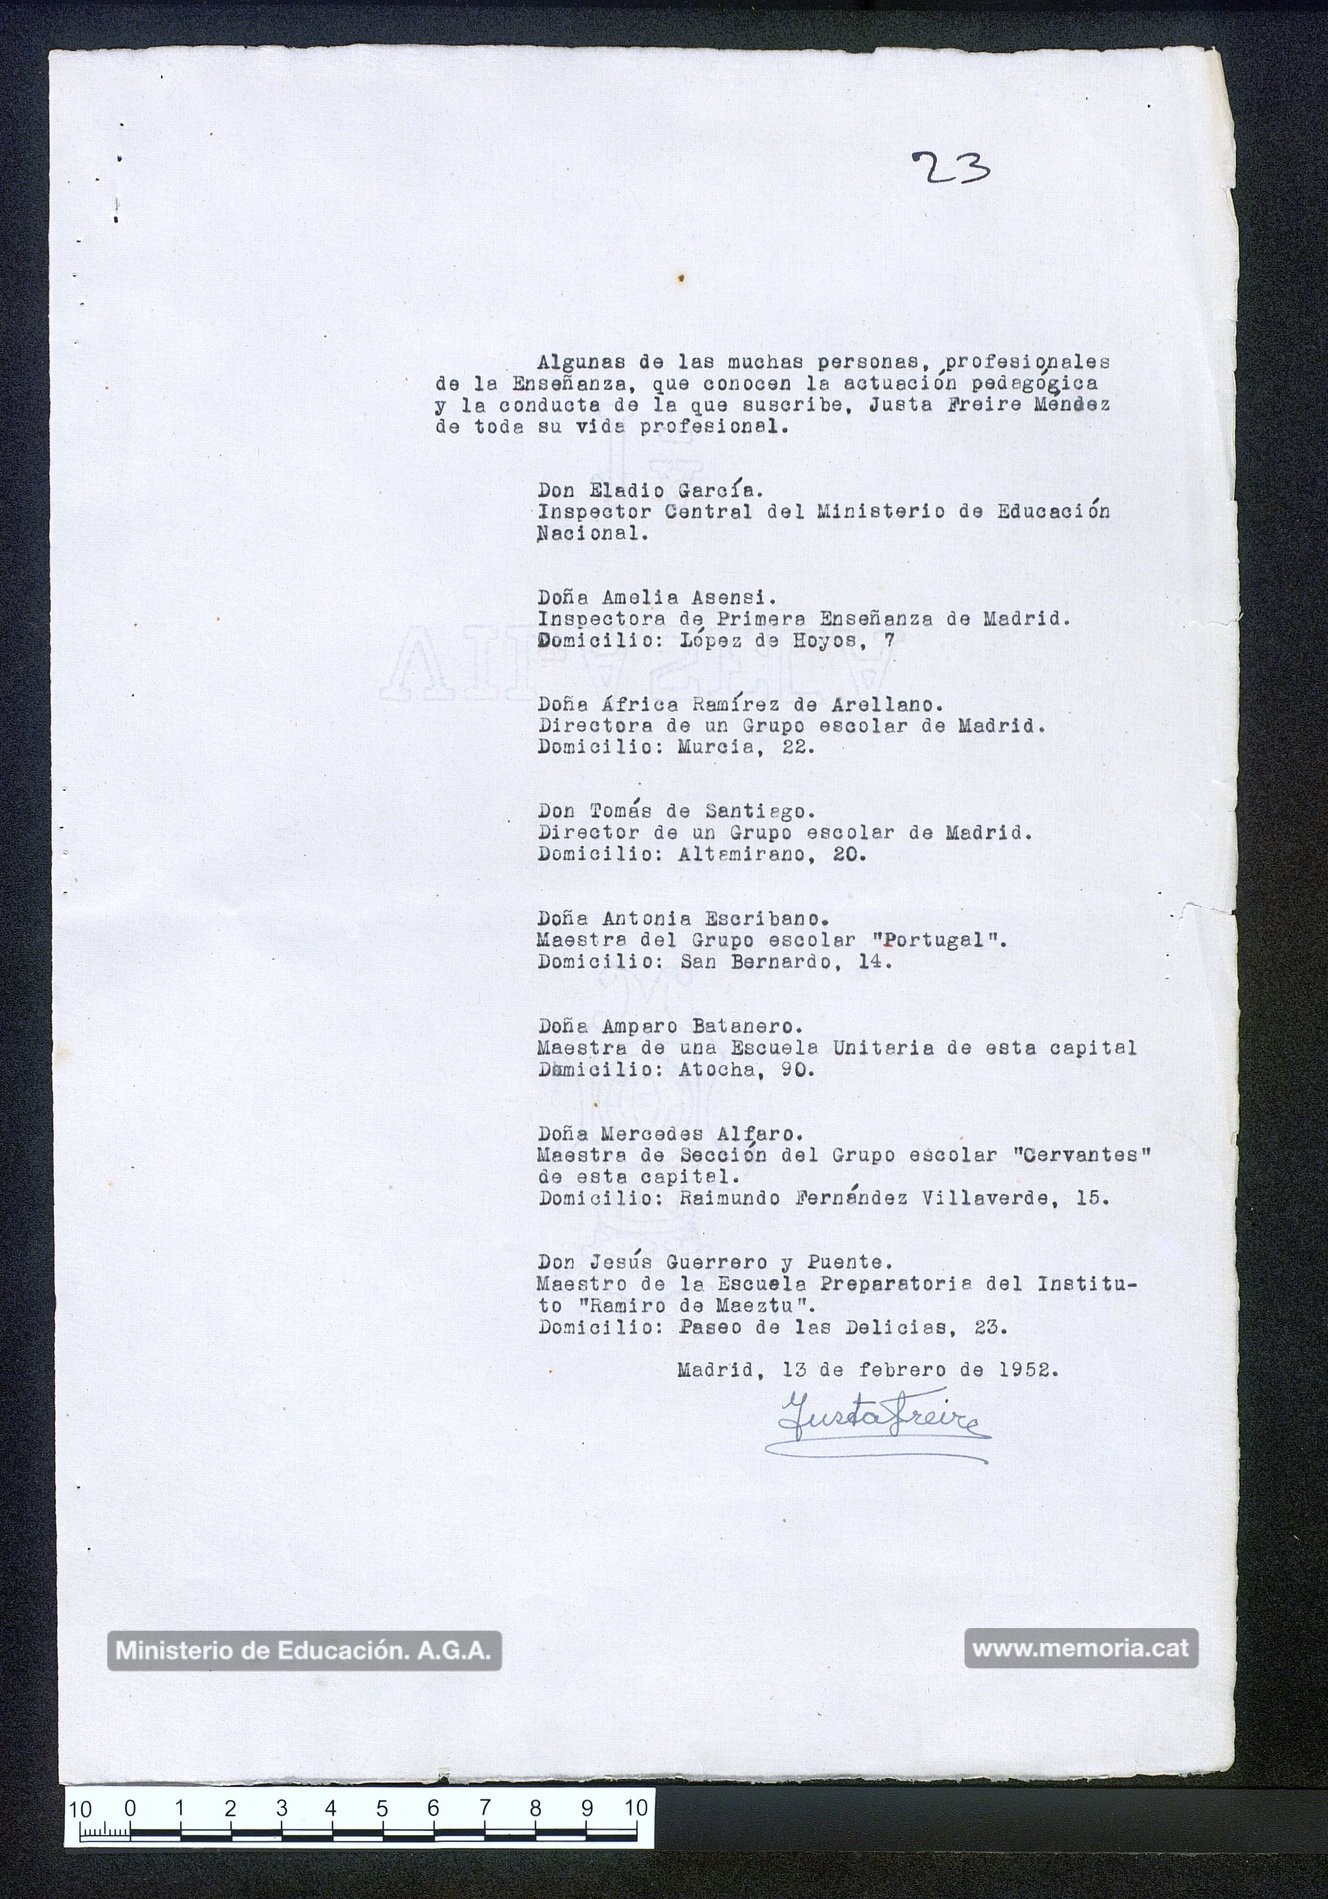 23
Algunas de las muchas personas, profesionales
de la Enseñanza, que conocen la actuación pedagógica
y la conducta de la que suscribe, Justa Freire Méndez
de toda su vida profesional.
Don Eladio García.
Inspector Central del Ministerio de Educación
Nacional.
Doña Amelia Asensi.
Inspectora de Primera Enseñanza de Madrid.
Domicilio: López de Hoyos, 7
Doña África Ramírez de Arellano.
Directora de un Grupo escolar de Madrid.
Domicilio: Murcia, 22.
Don Tomás de Santiago.
Director de un Grupo escolar de Madrid.
Domicilio: Altamirano, 20.
Doña Antonia Escribano.
Maestra del Grupo escolar "Portugal".
Domicilio: San Bernardo, 14.
Doña Amparo Batanero.
Maestra de una Escuela Unitaria de esta capital
Domicilio: Atocha, 90.
Doña Mercedes Alfaro.
Maestra de Sección del Grupo escolar "Cervantes"
de esta capital.
Domicilio: Raimundo Fernández Villaverde, 15.
Don Jesús Guerrero y Puente.
Maestro de la Escuela Preparatoria del Institu-
to "Ramiro de Maeztu".
Domicilio: Paseo de las Delicias, 23.
Madrid, 13 de febrero de 1952.
Justa Freire
Ministerio de Educación. A.G.A.
www.memoria.cat
10 0 1 2 3 4 5 6 7 8 9 10